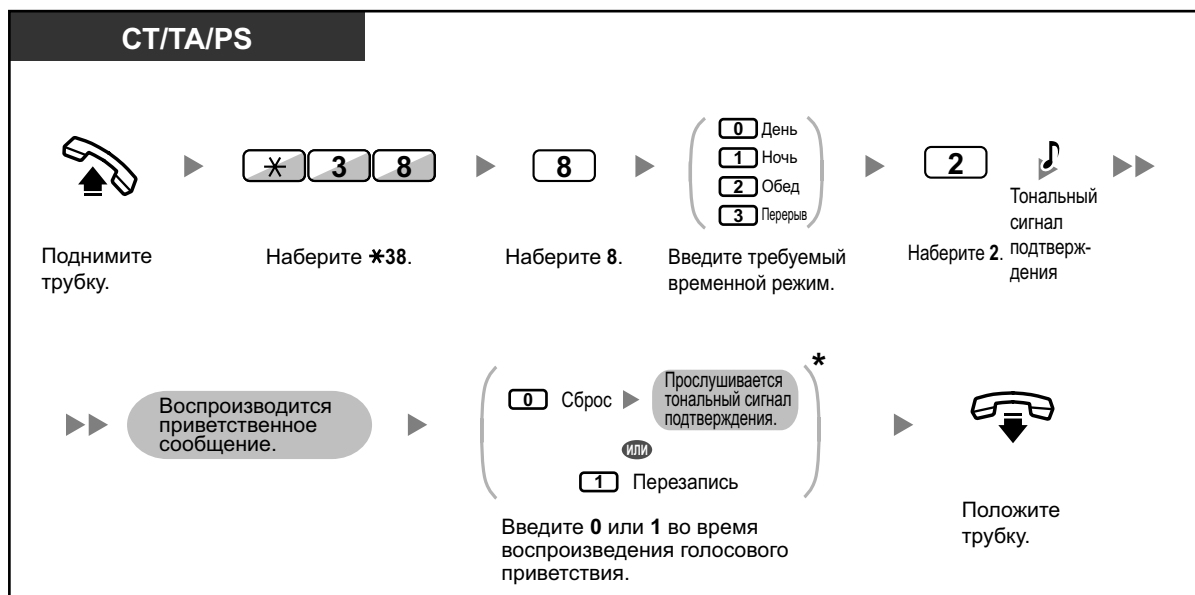 CT/TA/PS
Поднимите
трубку.
✳ 3 8
Наберите ✳38.
8
Наберите 8.
0 День
1 Ночь
2 Обед
3 Перерыв
Введите требуемый
временной режим.
2
Наберите 2.
Тональный
сигнал
подтверж-
дения
Воспроизводится
приветственное
сообщение.
0 Сброс
Прослушивается
тональный сигнал
подтверждения.
*
или
1 Перезапись
Введите 0 или 1 во время
воспроизведения голосового
приветствия.
Положите
трубку.